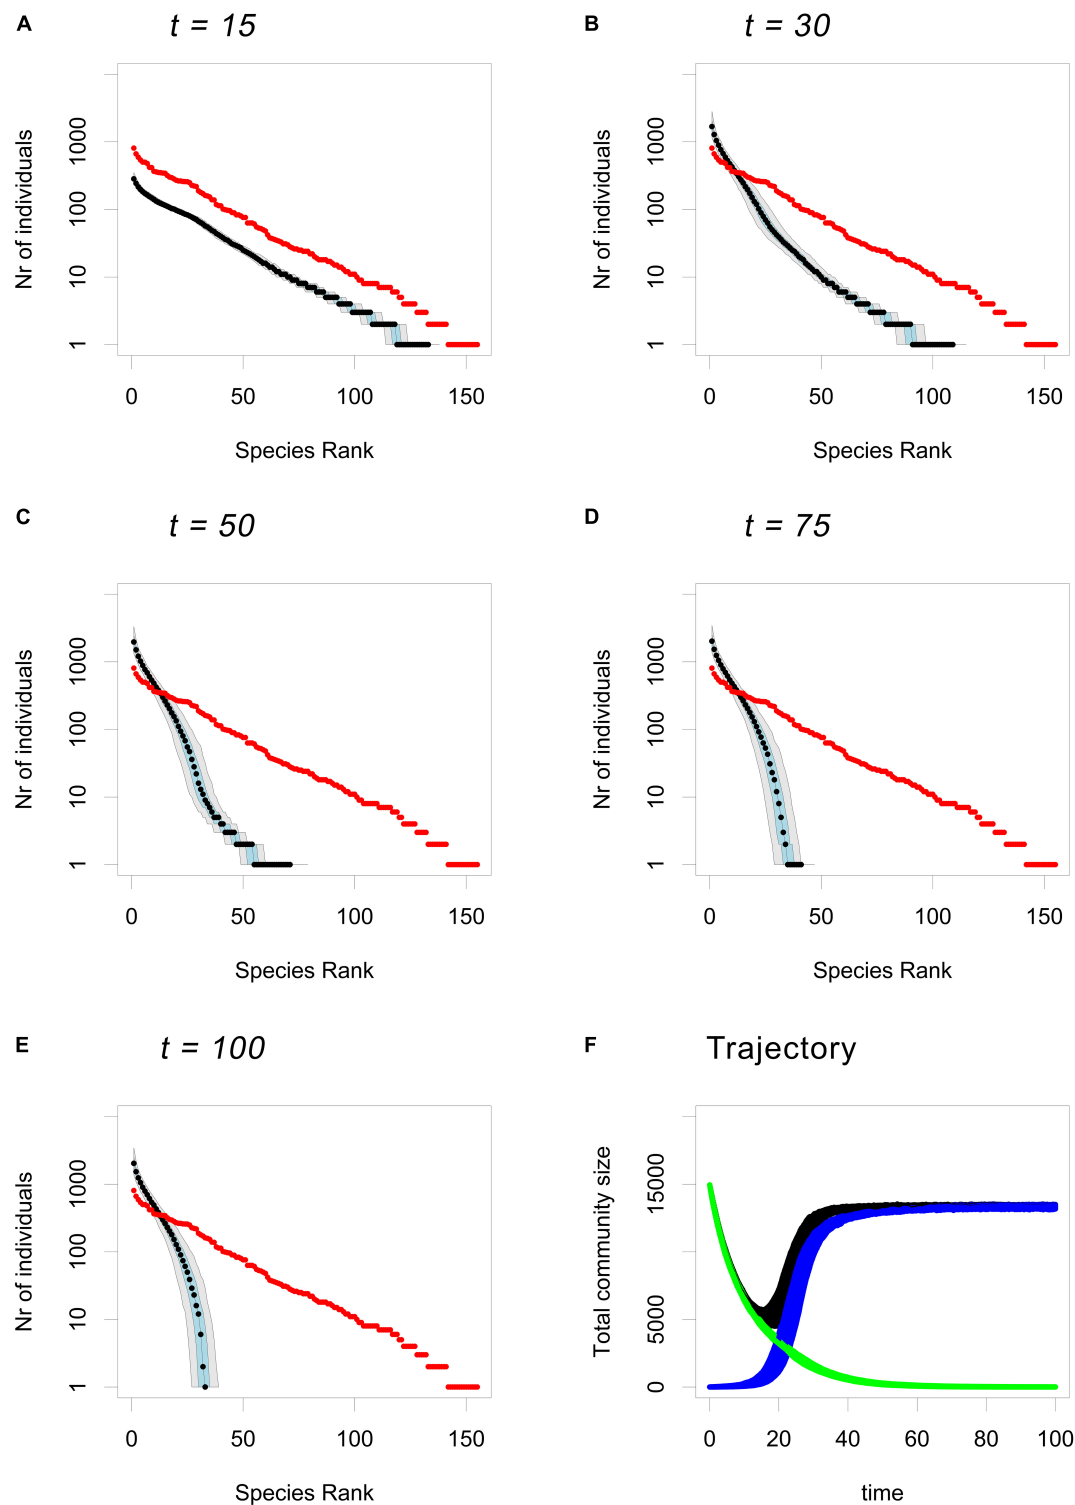 A
t = 15
Nr of individuals
1000
100
10
1
0 50 100 150
Species Rank
B
t = 30
Nr of individuals
1000
100
10
1
0 50 100 150
Species Rank
C
t = 50
Nr of individuals
1000
100
10
1
0 50 100 150
Species Rank
D
t = 75
Nr of individuals
1000
100
10
1
0 50 100 150
Species Rank
E
t = 100
Nr of individuals
1000
100
10
1
0 50 100 150
Species Rank
F
Trajectory
Total community size
15000
5000
0
0 20 40 60 80 100
time